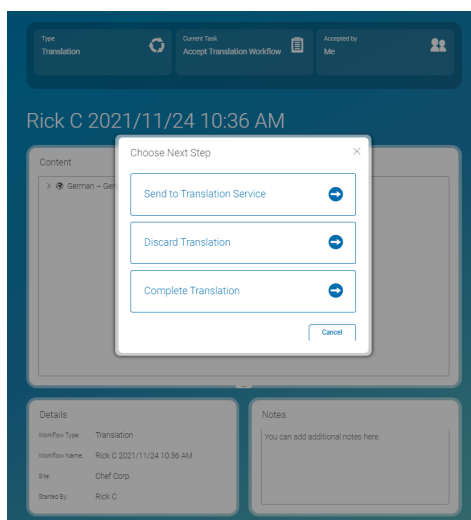 Type
Translation
Current Task
Accept Translation Workflow
Accepted by
Me
Rick C 2021/11/24 10:36 AM
Choose Next Step
Content
German – Ger
Send to Translation Service
Discard Translation
Complete Translation
Cancel
Details
Workflow Type: Translation
Workflow Name: Rick C 2021/11/24 10:36 AM
Site: Chef Corp.
Started By: Rick C
Notes
You can add additional notes here.